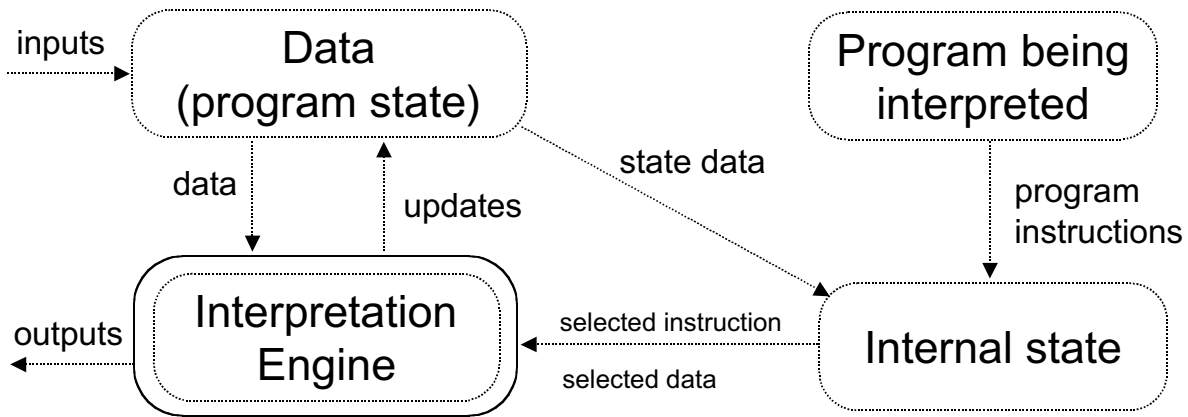 inputs
Data
(program state)
Program being
interpreted
data
updates
state data
program
instructions
outputs
Interpretation
Engine
selected instruction
selected data
Internal state